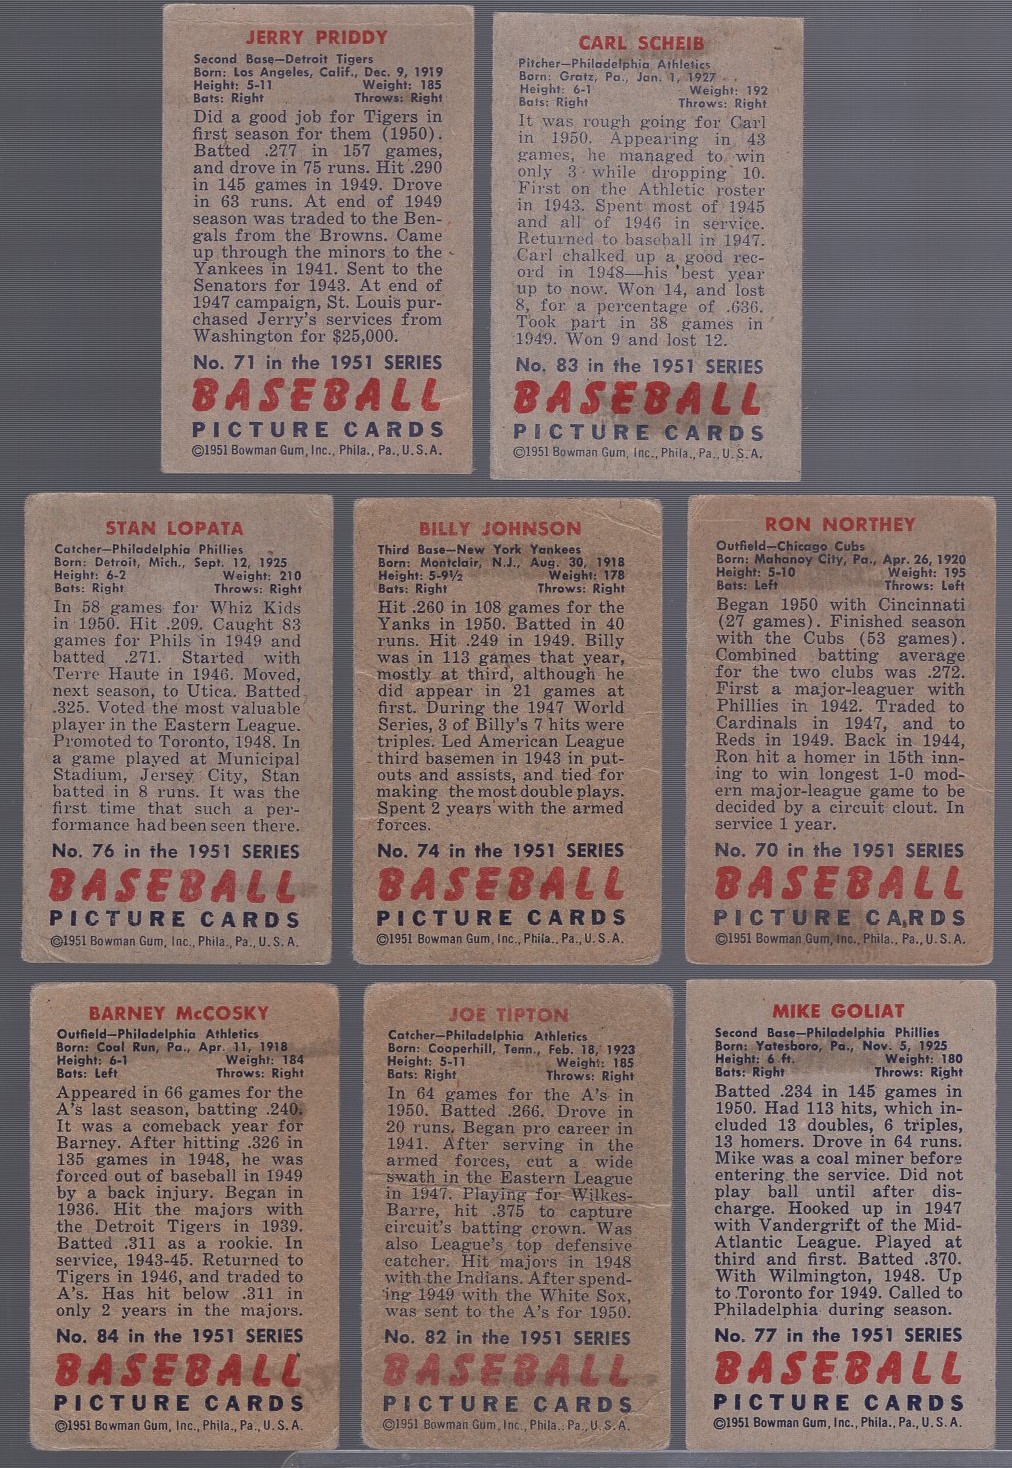 JERRY PRIDDY
Second Base—Detroit Tigers
Born: Los Angeles, Calif., Dec. 9, 1919
Height: 5-11 Weight: 185
Bats: Right Throws: Right
Did a good job for Tigers in
first season for them (1950).
Batted .277 in 157 games,
and drove in 75 runs. Hit .290
in 145 games in 1949. Drove
in 63 runs. At end of 1949
season was traded to the Ben-
gals from the Browns. Came
up through the minors to the
Yankees in 1941. Sent to the
Senators for 1943. At end of
1947 campaign, St. Louis pur-
chased Jerry's services from
Washington for $25,000.
No. 71 in the 1951 SERIES
BASEBALL
PICTURE CARDS
©1951 Bowman Gum, Inc., Phila., Pa., U. S. A.
CARL SCHEIB
Pitcher—Philadelphia Athletics
Born: Gratz, Pa., Jan. 1, 1927
Height: 6-1 Weight: 192
Bats: Right Throws: Right
It was rough going for Carl
in 1950. Appearing in 43
games, he managed to win
only 3 while dropping 10.
First on the Athletic roster
in 1943. Spent most of 1945
and all of 1946 in service.
Returned to baseball in 1947.
Carl chalked up a good rec-
ord in 1948—his best year
up to now. Won 14, and lost
8, for a percentage of .636.
Took part in 38 games in
1949. Won 9 and lost 12.
No. 83 in the 1951 SERIES
BASEBALL
PICTURE CARDS
©1951 Bowman Gum, Inc., Phila., Pa., U. S. A.
STAN LOPATA
Catcher—Philadelphia Phillies
Born: Detroit, Mich., Sept. 12, 1925
Height: 6-2 Weight: 210
Bats: Right Throws: Right
In 58 games for Whiz Kids
in 1950. Hit .209. Caught 83
games for Phils in 1949 and
batted .271. Started with
Terre Haute in 1946. Moved,
next season, to Utica. Batted
.325. Voted the most valuable
player in the Eastern League.
Promoted to Toronto, 1948. In
a game played at Municipal
Stadium, Jersey City, Stan
batted in 8 runs. It was the
first time that such a per-
formance had been seen there.
No. 76 in the 1951 SERIES
BASEBALL
PICTURE CARDS
©1951 Bowman Gum, Inc., Phila., Pa., U. S. A.
BILLY JOHNSON
Third Base—New York Yankees
Born: Montclair, N.J., Aug. 30, 1918
Height: 5-9½ Weight: 178
Bats: Right Throws: Right
Hit .260 in 108 games for the
Yanks in 1950. Batted in 40
runs. Hit .249 in 1949. Billy
was in 113 games that year,
mostly at third, although he
did appear in 21 games at
first. During the 1947 World
Series, 3 of Billy's 7 hits were
triples. Led American League
third basemen in 1943 in put-
outs and assists, and tied for
making the most double plays.
Spent 2 years with the armed
forces.
No. 74 in the 1951 SERIES
BASEBALL
PICTURE CARDS
©1951 Bowman Gum, Inc., Phila., Pa., U. S. A.
RON NORTHEY
Outfield—Chicago Cubs
Born: Mahanoy City, Pa., Apr. 26, 1920
Height: 5-10 Weight: 195
Bats: Left Throws: Left
Began 1950 with Cincinnati
(27 games). Finished season
with the Cubs (53 games).
Combined batting average
for the two clubs was .272.
First a major-leaguer with
Phillies in 1942. Traded to
Cardinals in 1947, and to
Reds in 1949. Back in 1944,
Ron hit a homer in 15th inn-
ing to win longest 1-0 mod-
ern major-league game to be
decided by a circuit clout. In
service 1 year.
No. 70 in the 1951 SERIES
BASEBALL
PICTURE CARDS
©1951 Bowman Gum, Inc., Phila., Pa., U. S. A.
BARNEY McCOSKY
Outfield—Philadelphia Athletics
Born: Coal Run, Pa., Apr. 11, 1918
Height: 6-1 Weight: 184
Bats: Left Throws: Right
Appeared in 66 games for the
A's last season, batting .240.
It was a comeback year for
Barney. After hitting .326 in
135 games in 1948, he was
forced out of baseball in 1949
by a back injury. Began in
1936. Hit the majors with
the Detroit Tigers in 1939.
Batted .311 as a rookie. In
service, 1943-45. Returned to
Tigers in 1946, and traded to
A's. Has hit below .311 in
only 2 years in the majors.
No. 84 in the 1951 SERIES
BASEBALL
PICTURE CARDS
©1951 Bowman Gum, Inc., Phila., Pa., U. S. A.
JOE TIPTON
Catcher—Philadelphia Athletics
Born: Cooperhill, Tenn., Feb. 18, 1923
Height: 5-11 Weight: 185
Bats: Right Throws: Right
In 64 games for the A's in
1950. Batted .266. Drove in
20 runs. Began pro career in
1941. After serving in the
armed forces, cut a wide
swath in the Eastern League
in 1947. Playing for Wilkes-
Barre, hit .375 to capture
circuit's batting crown. Was
also League's top defensive
catcher. Hit majors in 1948
with the Indians. After spend-
ing 1949 with the White Sox,
was sent to the A's for 1950.
No. 82 in the 1951 SERIES
BASEBALL
PICTURE CARDS
©1951 Bowman Gum, Inc., Phila., Pa., U. S. A.
MIKE GOLIAT
Second Base—Philadelphia Phillies
Born: Yatesboro, Pa., Nov. 5, 1925
Height: 6 ft. Weight: 180
Bats: Right Throws: Right
Batted .234 in 145 games in
1950. Had 113 hits, which in-
cluded 13 doubles, 6 triples,
13 homers. Drove in 64 runs.
Mike was a coal miner before
entering the service. Did not
play ball until after dis-
charge. Hooked up in 1947
with Vandergrift of the Mid-
Atlantic League. Played at
third and first. Batted .370.
With Wilmington, 1948. Up
to Toronto for 1949. Called to
Philadelphia during season.
No. 77 in the 1951 SERIES
BASEBALL
PICTURE CARDS
©1951 Bowman Gum, Inc., Phila., Pa., U. S. A.